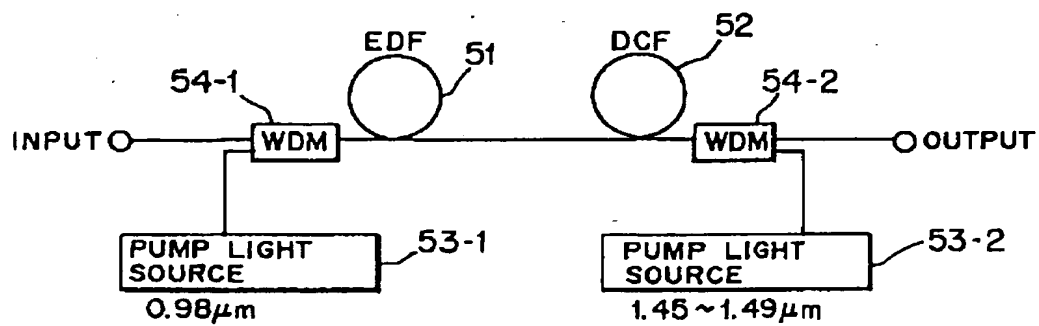 EDF
51
DCF
52
54-1
54-2
INPUT
WDM
WDM
OUTPUT
PUMP LIGHT
SOURCE
53-1
PUMP LIGHT
SOURCE
53-2
0.98μm
1.45~1.49μm